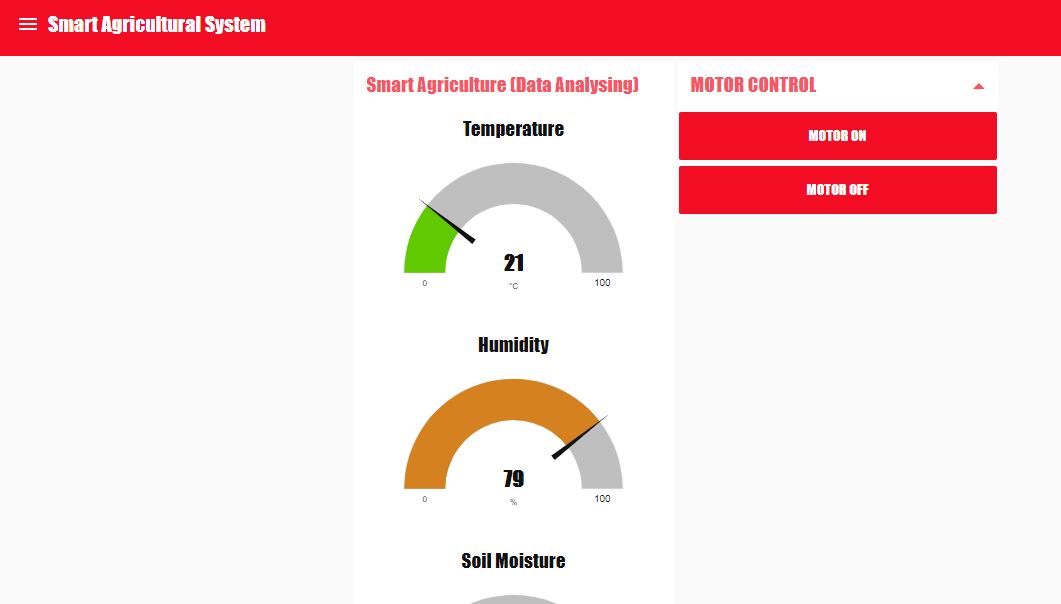 Smart Agricultural System
Smart Agriculture (Data Analysing)
Temperature
21
°C
0
100
Humidity
79
%
0
100
Soil Moisture
MOTOR CONTROL
MOTOR ON
MOTOR OFF